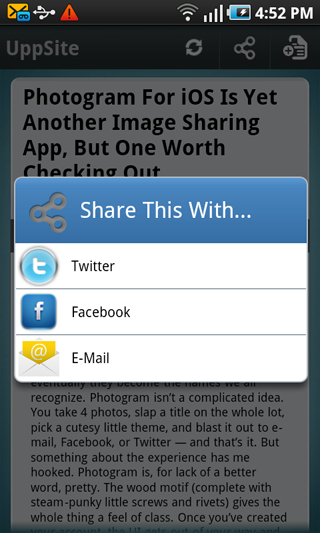 4:52 PM
UppSite
Photogram For iOS Is Yet
Another Image Sharing
App, But One Worth
Checking Out
Share This With...
Twitter
Facebook
E-Mail
eventually they become the names we all
recognize. Photogram isn't a complicated idea.
You take 4 photos, slap a title on the whole lot,
pick a cutesy little theme, and blast it out to e-
mail, Facebook, or Twitter — and that's it. But
something about the experience has me
hooked. Photogram is, for lack of a better
word, pretty. The wood motif (complete with
steam-punky little screws and rivets) gives the
whole thing a feel of class. Once you've created